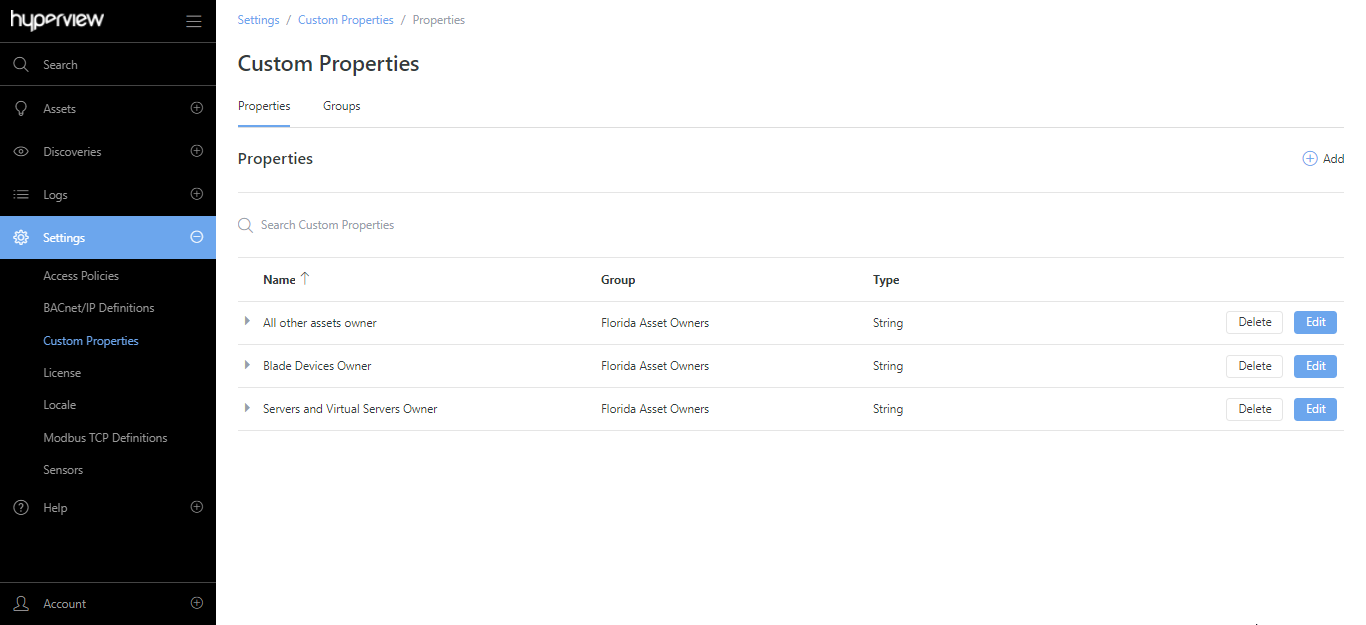 hyperview
Search
Assets
Discoveries
Logs
Settings
Access Policies
BACnet/IP Definitions
Custom Properties
License
Locale
Modbus TCP Definitions
Sensors
Help
Account
Settings / Custom Properties / Properties
Custom Properties
Properties Groups
Properties Add
Search Custom Properties
Name Group Type
All other assets owner Florida Asset Owners String Delete Edit
Blade Devices Owner Florida Asset Owners String Delete Edit
Servers and Virtual Servers Owner Florida Asset Owners String Delete Edit